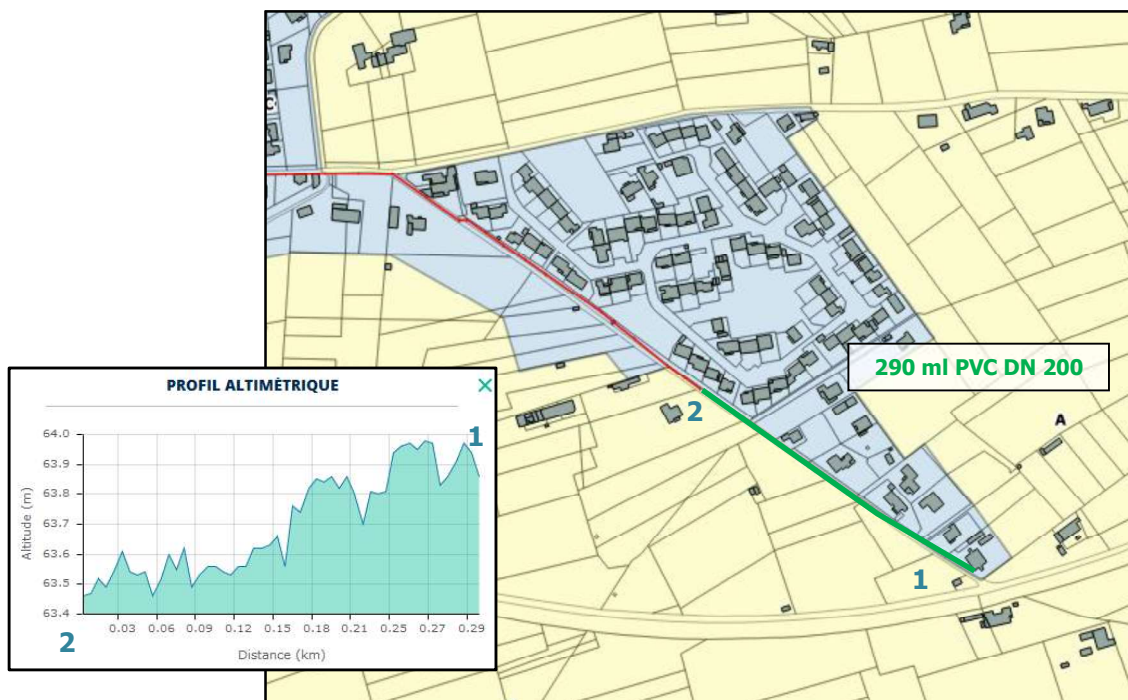 C
290 ml PVC DN 200
A
2
1
PROFIL ALTIMÉTRIQUE
×
1
64.0
63.9
63.8
63.7
63.6
63.5
63.4
Altitude (m)
0.03 0.06 0.09 0.12 0.15 0.18 0.21 0.25 0.27 0.29
2
Distance (km)